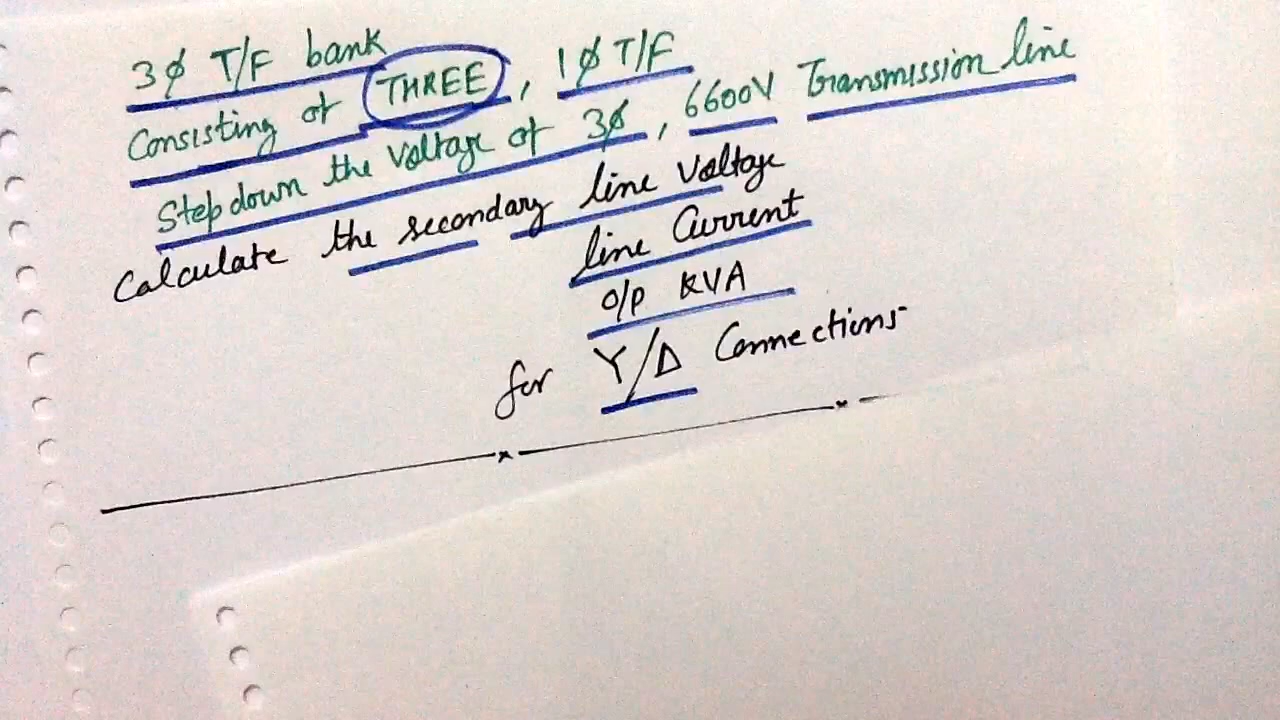 3φ T/F bank
Consisting of THREE, 1φ T/F
Step down the voltage of 3φ, 6600V Transmission line
Calculate the secondary line voltage
line Current
O/P KVA
for Y/Δ Connections